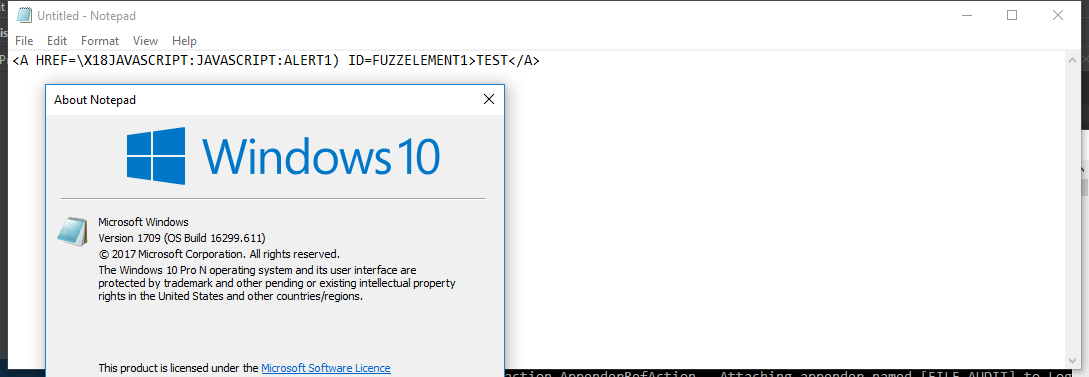 Untitled - Notepad
File Edit Format View Help
<A HREF=\X18JAVASCRIPT:JAVASCRIPT:ALERT1) ID=FUZZELEMENT1>TEST</A>
About Notepad
Windows 10
Microsoft Windows
Version 1709 (OS Build 16299.611)
© 2017 Microsoft Corporation. All rights reserved.
The Windows 10 Pro N operating system and its user interface are
protected by trademark and other pending or existing intellectual property
rights in the United States and other countries/regions.
This product is licensed under the Microsoft Software Licence
action.AppenderRefAction - Attaching appender named [FILE_AUDIT] to Log